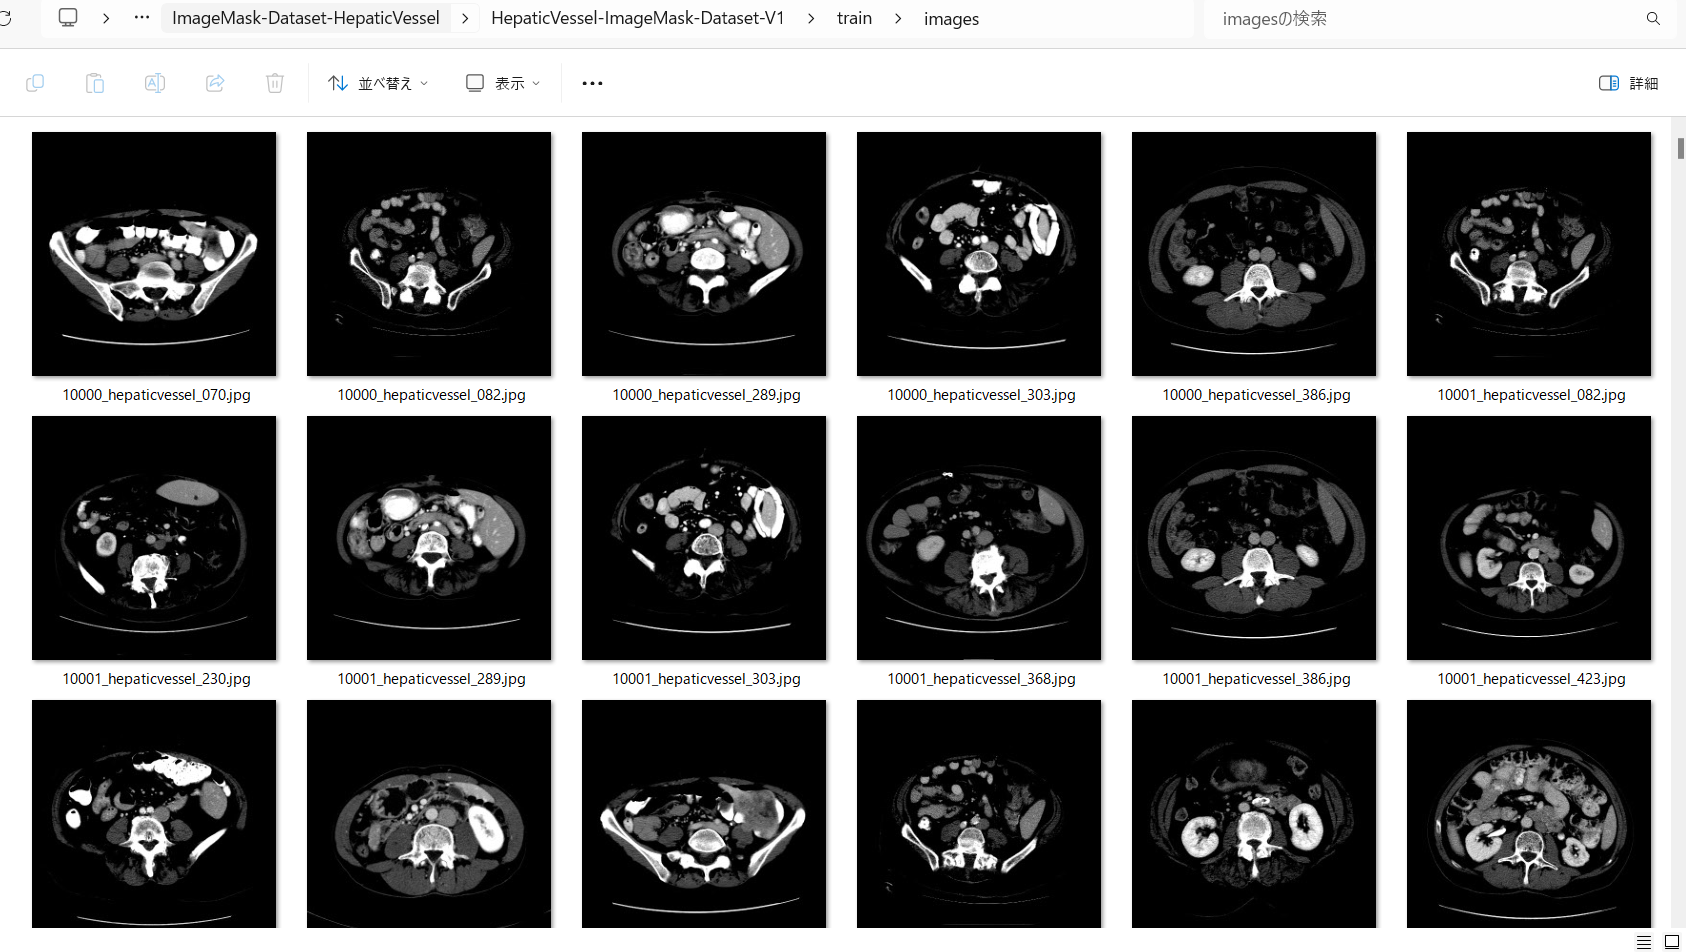 ImageMask-Dataset-HepaticVessel > HepaticVessel-ImageMask-Dataset-V1 > train > images
imagesの検索
並べ替え
表示
詳細
10000_hepaticvessel_070.jpg
10000_hepaticvessel_082.jpg
10000_hepaticvessel_289.jpg
10000_hepaticvessel_303.jpg
10000_hepaticvessel_386.jpg
10001_hepaticvessel_082.jpg
10001_hepaticvessel_230.jpg
10001_hepaticvessel_289.jpg
10001_hepaticvessel_303.jpg
10001_hepaticvessel_368.jpg
10001_hepaticvessel_386.jpg
10001_hepaticvessel_423.jpg